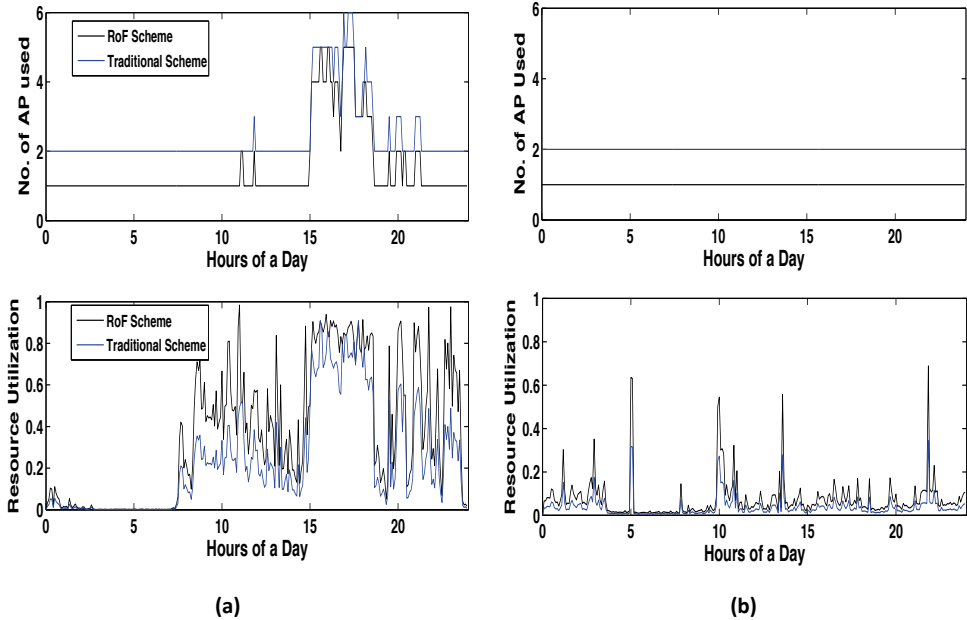 6
4
2
0
No. of AP used
RoF Scheme
Traditional Scheme
0 5 10 15 20
Hours of a Day
6
4
2
0
No. of AP Used
0 5 10 15 20
Hours of a Day
1
0.8
0.6
0.4
0.2
0
Resource Utilization
RoF Scheme
Traditional Scheme
0 5 10 15 20
Hours of a Day
1
0.8
0.6
0.4
0.2
0
Resource Utilization
0 5 10 15 20
Hours of a Day
(a)
(b)